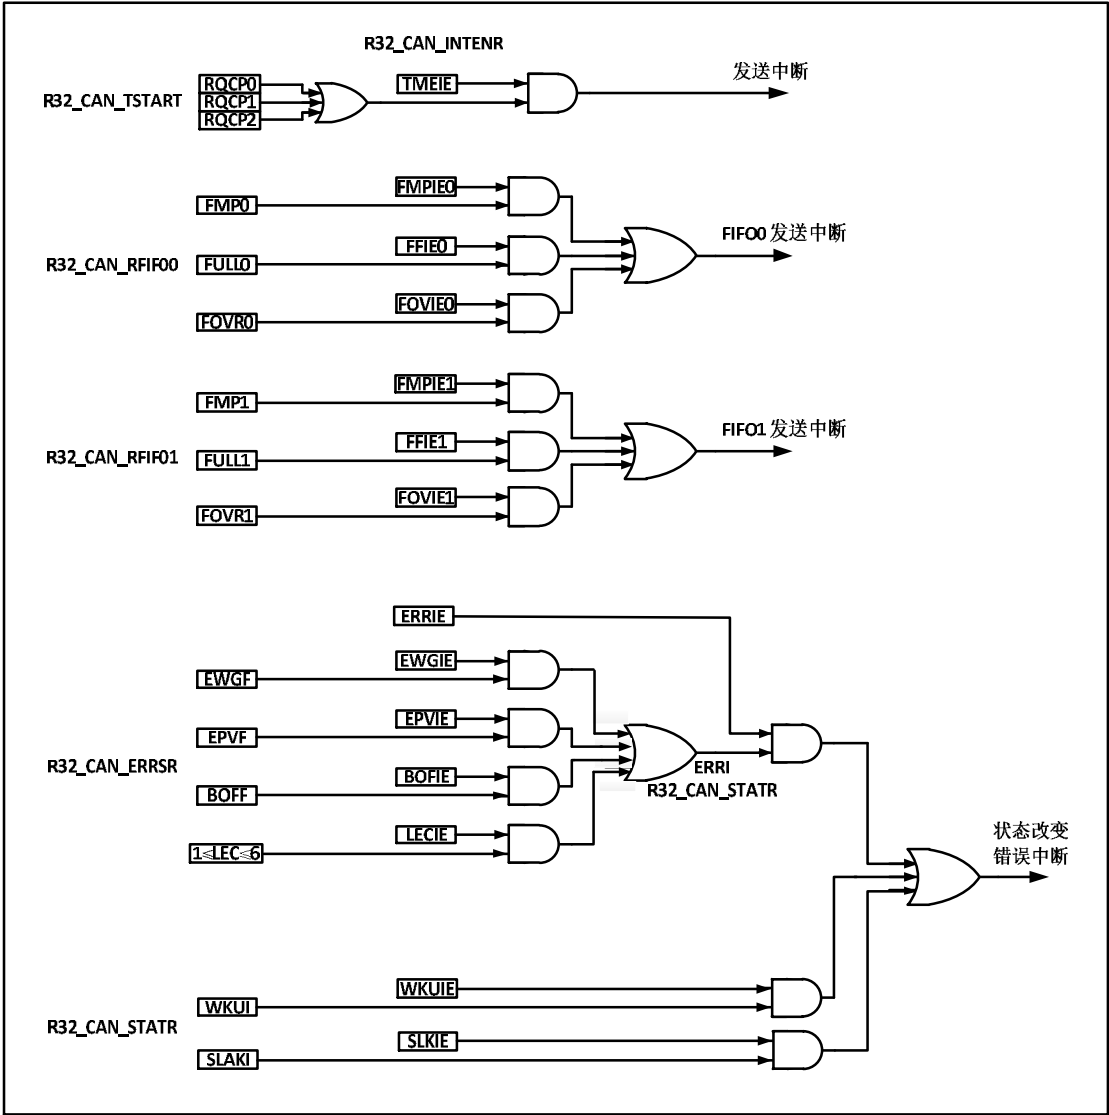 R32_CAN_INTENR
发送中断
R32_CAN_TSTART
RQCP0
RQCP1
RQCP2
TMEIE
FMPIE0
FMP0
FFIE0
FIFO0 发送中断
R32_CAN_RFIF00
FULL0
FOVIE0
FOVR0
FMPIE1
FMP1
FFIE1
FIFO1 发送中断
R32_CAN_RFIF01
FULL1
FOVIE1
FOVR1
ERRIE
EWGIE
EWGF
EPVIE
EPVF
R32_CAN_ERRSR
ERRI
R32_CAN_STATR
BOFIE
BOFF
LECIE
1≤LEC≤6
状态改变
错误中断
WKUIE
WKUI
R32_CAN_STATR
SLKIE
SLAKI